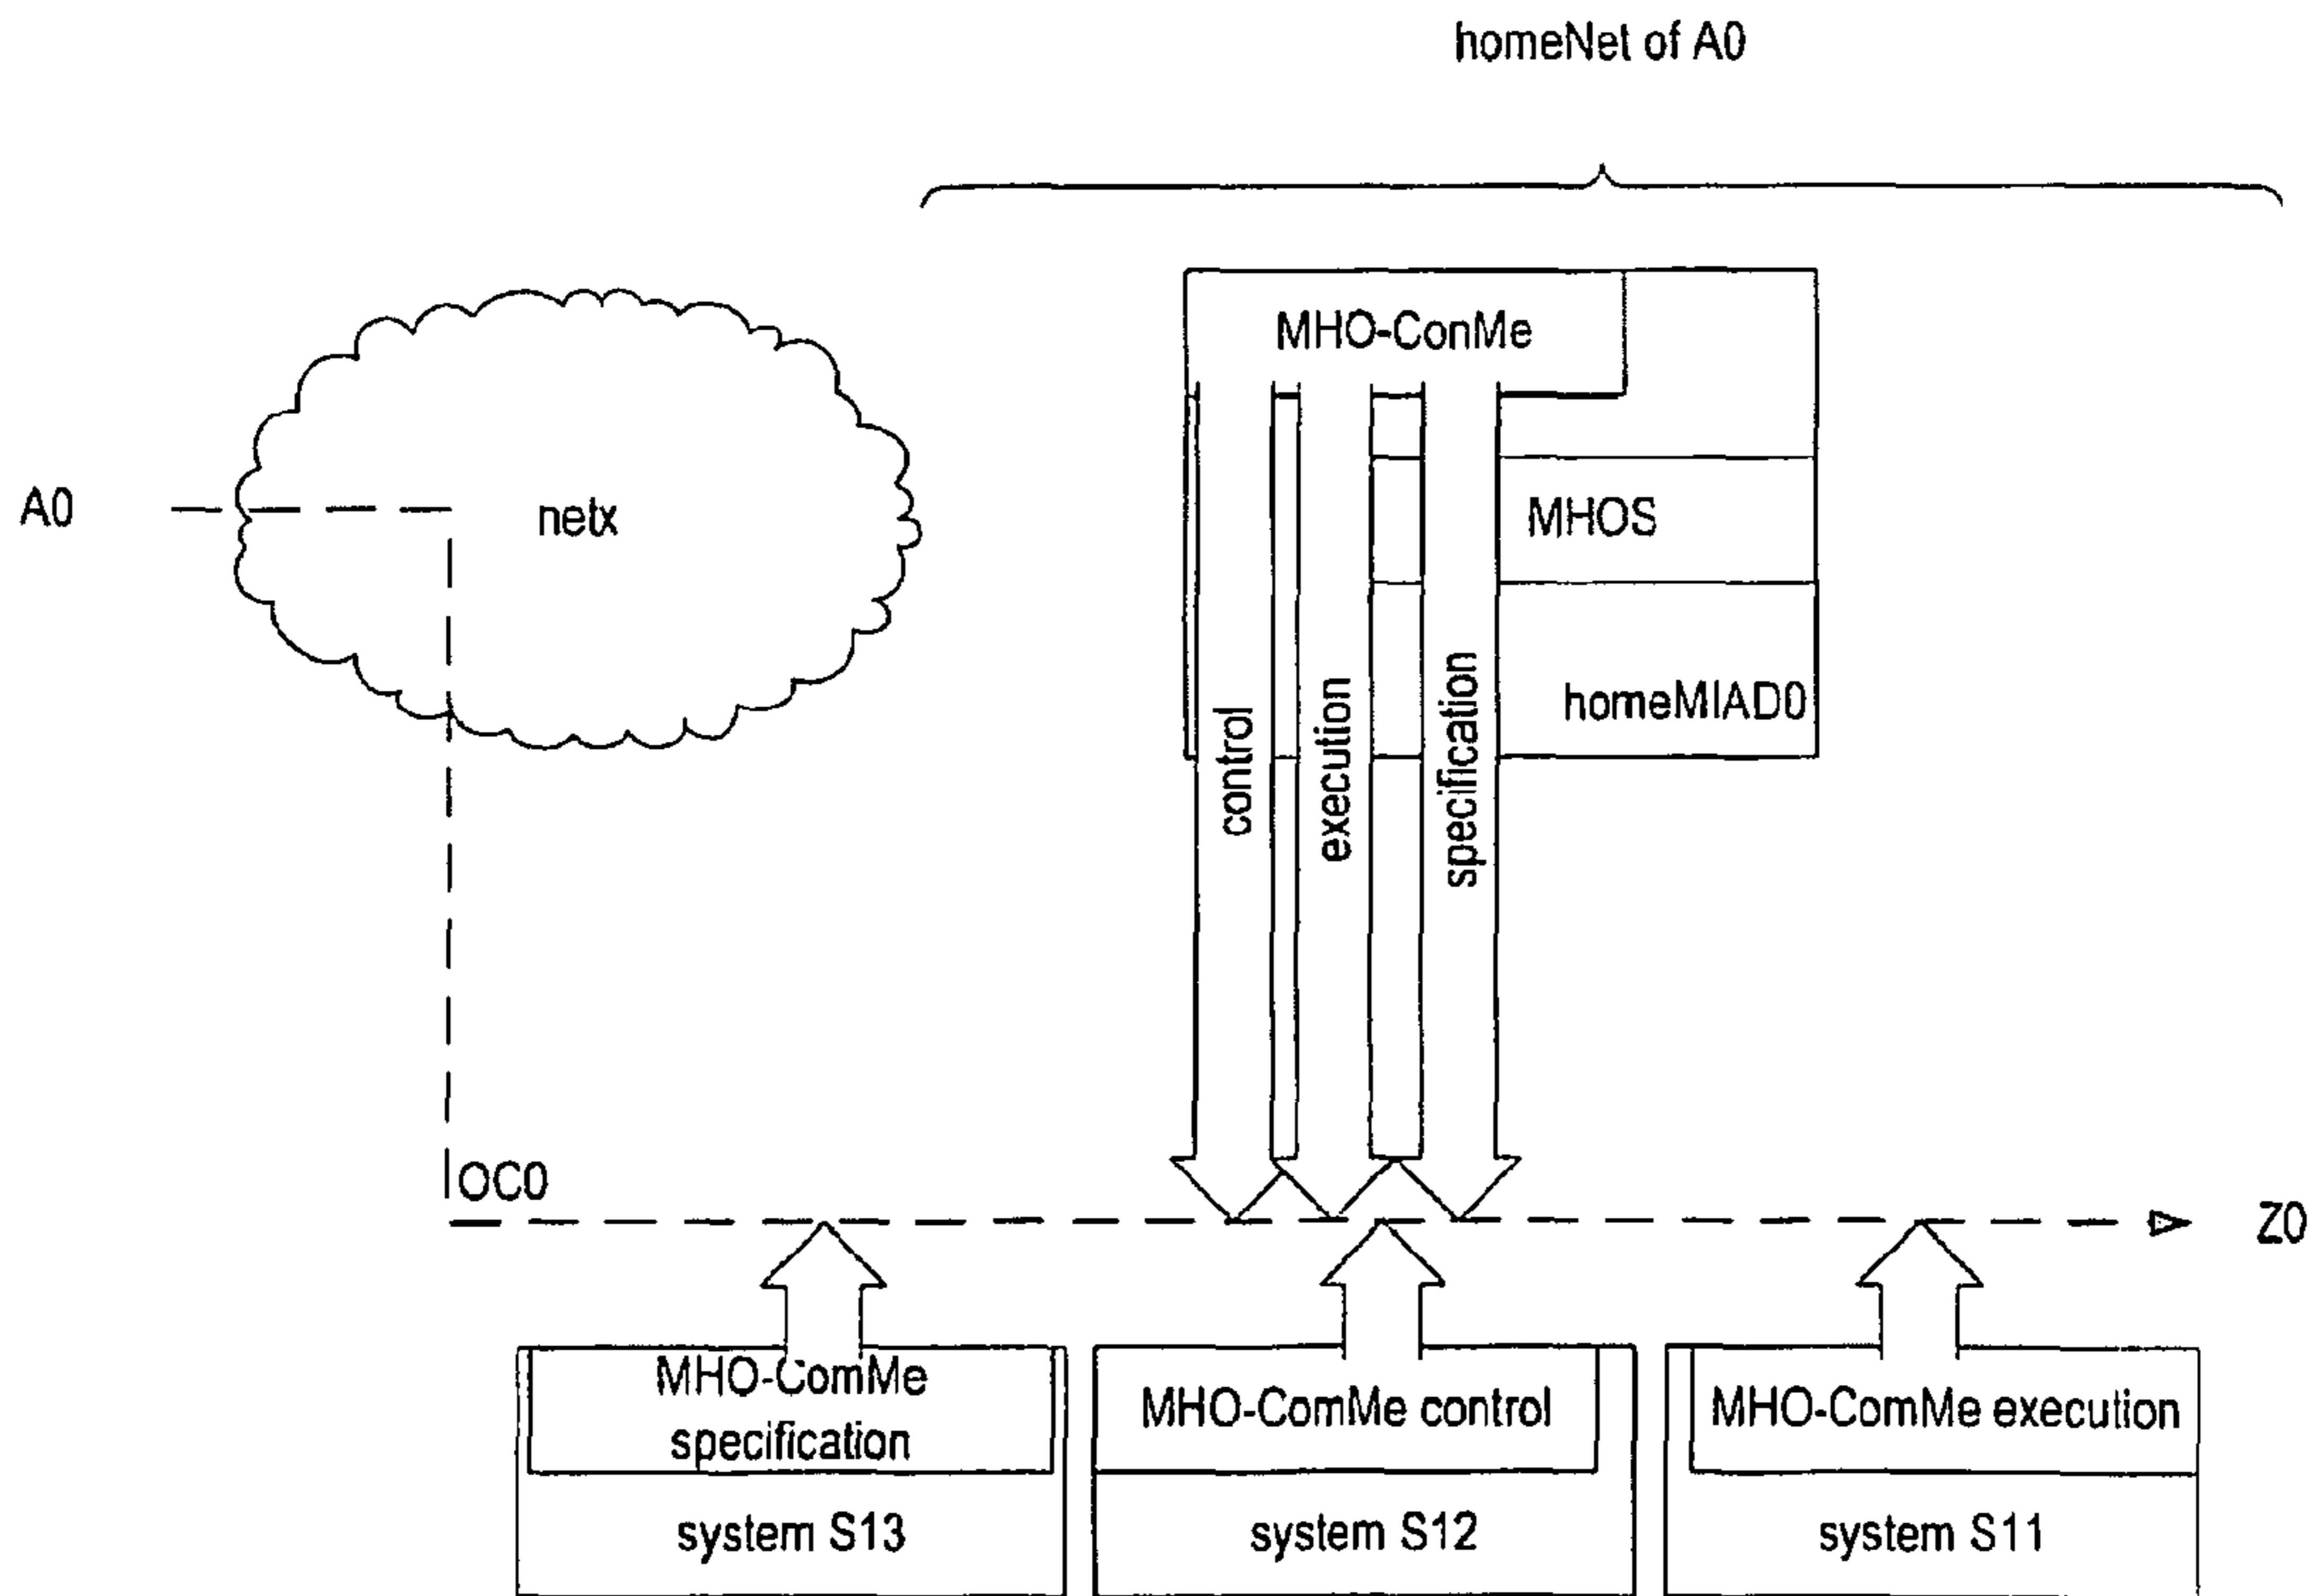 homeNet of A0
MHO-ConMe
A0
netx
MHOS
homeMIAD0
control
execution
specification
OC0
Z0
MHO-ComMe
specification
MHO-ComMe control
MHO-ComMe execution
system S13
system S12
system S11